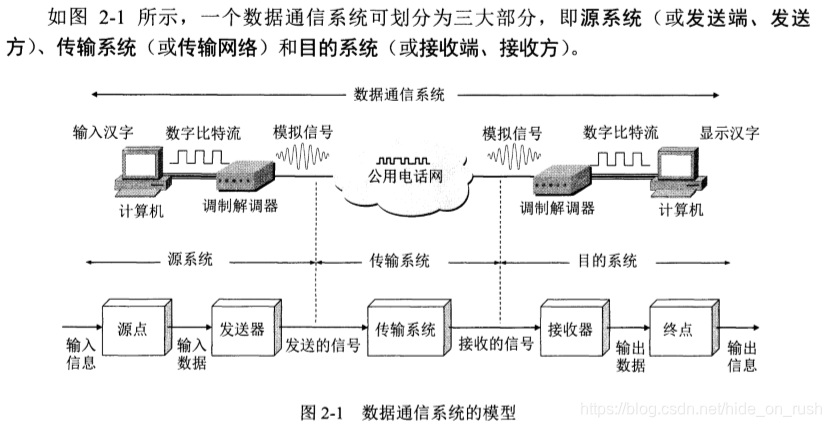 如图 2-1 所示，一个数据通信系统可划分为三大部分，即源系统（或发送端、发送
方）、传输系统（或传输网络）和目的系统（或接收端、接收方）。
数据通信系统
输入汉字 数字比特流 模拟信号 模拟信号 数字比特流 显示汉字
公用电话网
计算机 调制解调器 调制解调器 计算机
源系统 传输系统 目的系统
源点 发送器 传输系统 接收器 终点
输入信息 输入数据 发送的信号 接收的信号 输出数据 输出信息
图 2-1 数据通信系统的模型
https://blog.csdn.net/hide_on_rush